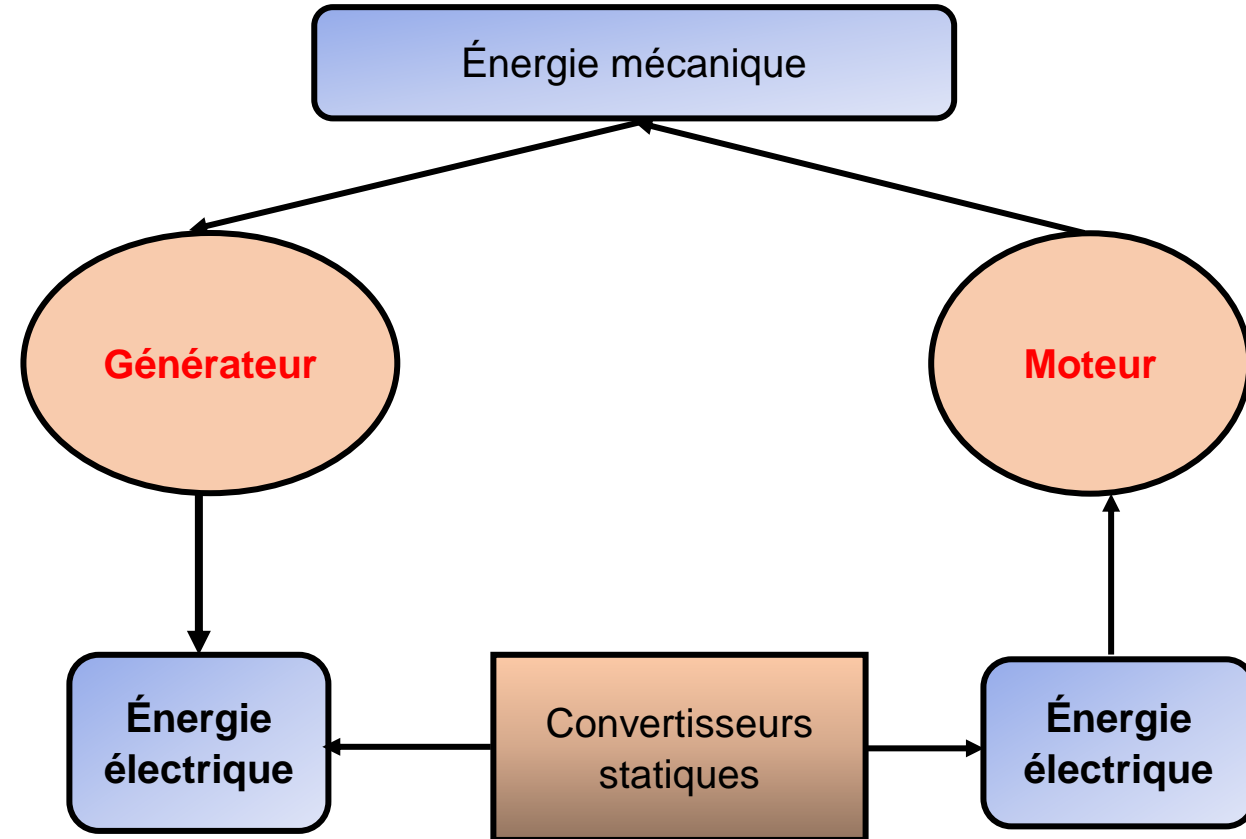 Énergie mécanique
Générateur
Moteur
Énergie
électrique
Convertisseurs
statiques
Énergie
électrique